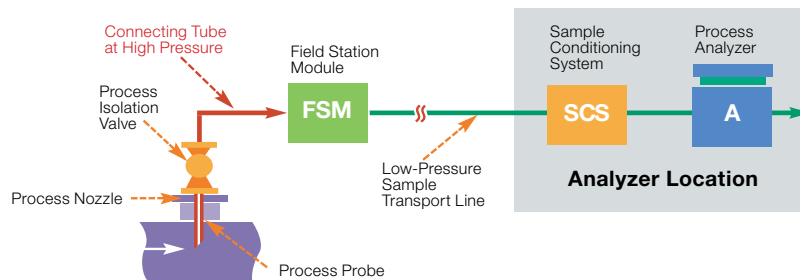 Connecting Tube
at High Pressure
Field Station
Module
Sample
Conditioning
System
Process
Analyzer
Process
Isolation
Valve
FSM
SCS
A
Low-Pressure
Sample
Transport Line
Analyzer Location
Process Nozzle
Process Probe